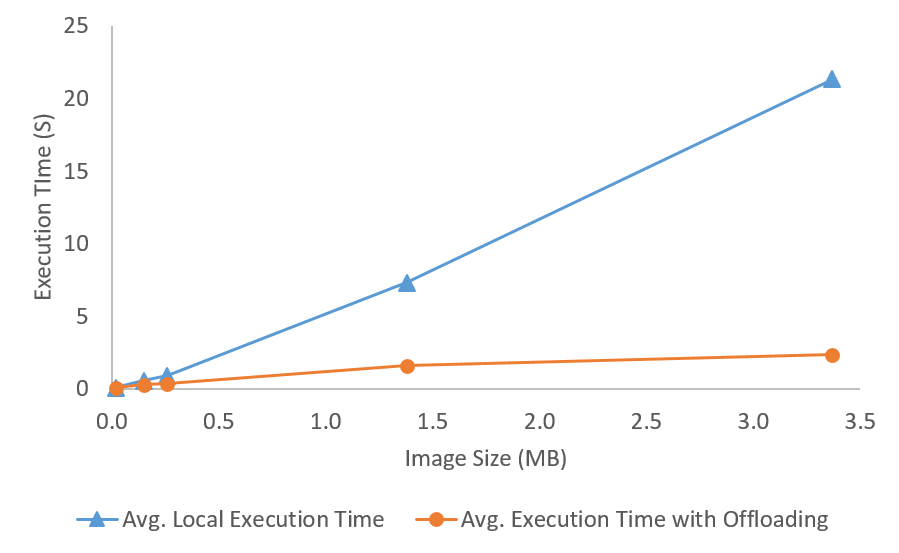 25
20
15
10
5
0
Execution TIme (S)
0.0 0.5 1.0 1.5 2.0 2.5 3.0 3.5
Image Size (MB)
Avg. Local Execution Time Avg. Execution Time with Offloading